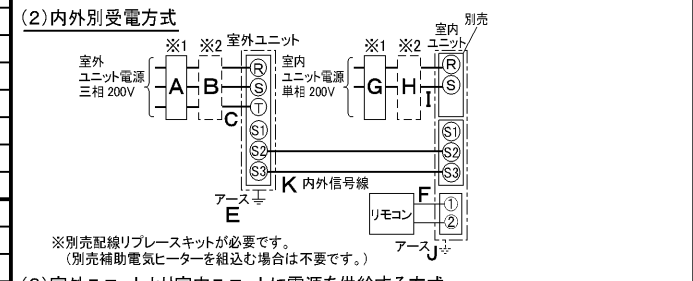 (2)内外別受電方式
別売
※1 ※2 室外ユニット
※1 ※2 室内ユニット
室外
ユニット電源
三相 200V
A B
C
R
S
T
S1
S2
S3
アース
E
室内
ユニット電源
単相 200V
G H
I
R
S
S1
S2
S3
K 内外信号線
F
リモコン
①
②
アース J
※別売配線リプレースキットが必要です。
(別売補助電気ヒーターを組込む場合は不要です。)